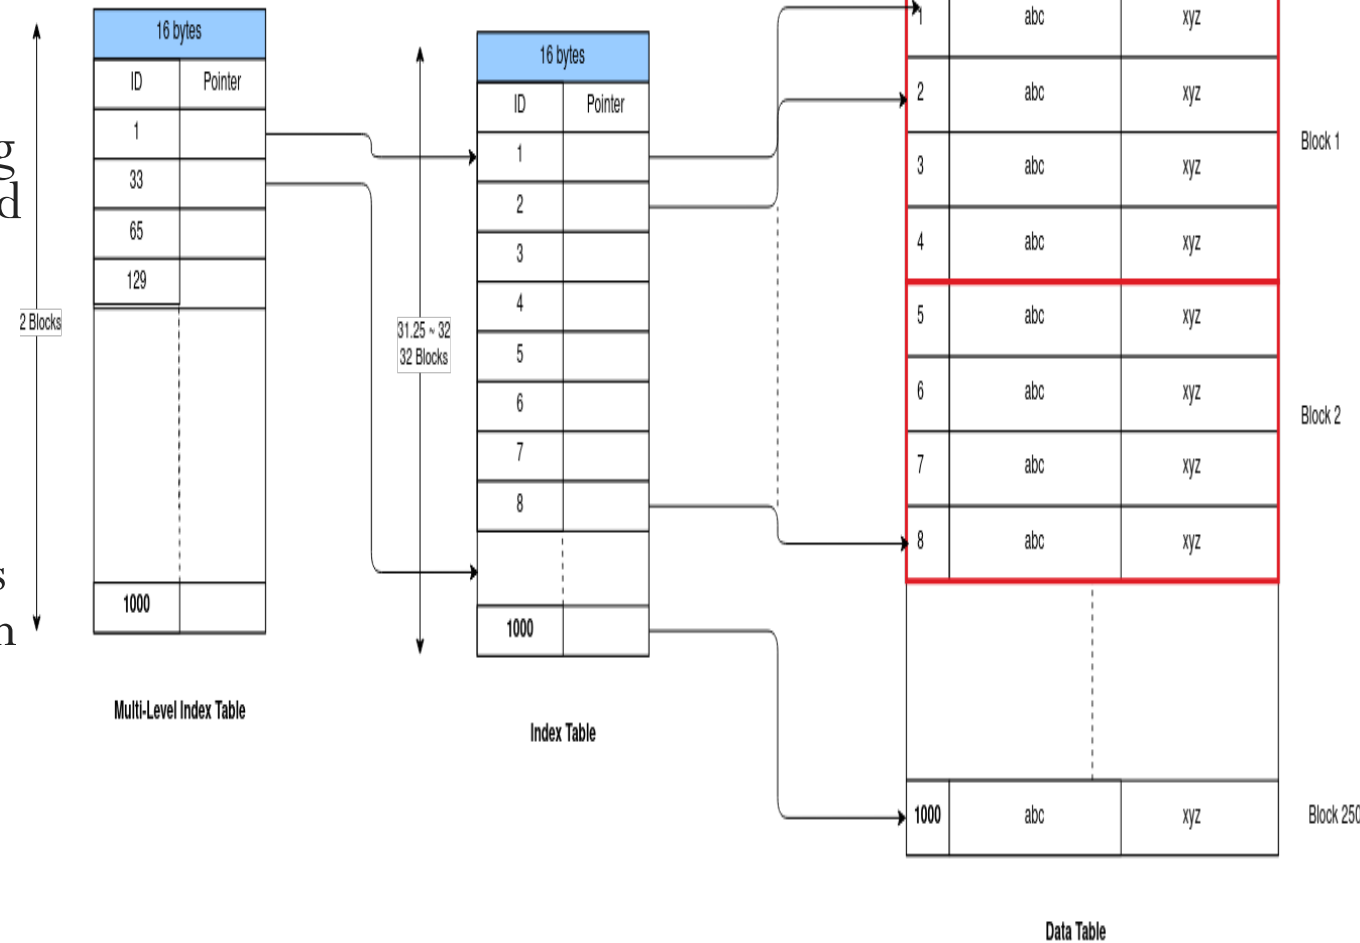 g
d
s
n
2 Blocks
16 bytes
ID Pointer
1
33
65
129
1000
Multi-Level Index Table
31.25 ~ 32
32 Blocks
16 bytes
ID Pointer
1
2
3
4
5
6
7
8
1000
Index Table
1 abc xyz
2 abc xyz
3 abc xyz
4 abc xyz
Block 1
5 abc xyz
6 abc xyz
7 abc xyz
8 abc xyz
Block 2
1000 abc xyz
Block 250
Data Table